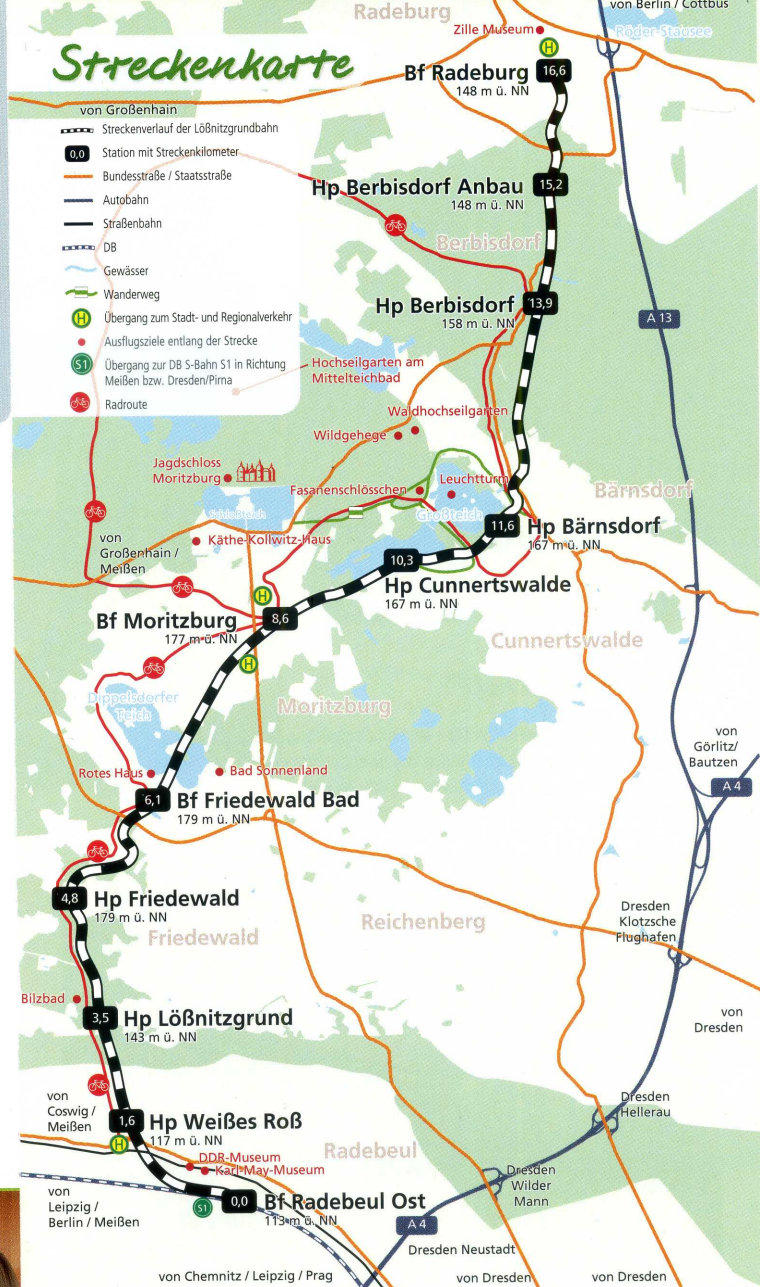 Radeburg
von Berlin / Cottbus
Zille Museum
Röder-Stausee
H
Streckenkarte
Bf Radeburg
16,6
148 m ü. NN
von Großenhain
Streckenverlauf der Lößnitzgrundbahn
0,0
Station mit Streckenkilometer
Bundesstraße / Staatsstraße
Autobahn
Straßenbahn
DB
Gewässer
Wanderweg
H
Übergang zum Stadt- und Regionalverkehr
Ausflugsziele entlang der Strecke
S1
Übergang zur DB S-Bahn S1 in Richtung
Meißen bzw. Dresden/Pirna
Radroute
Hp Berbisdorf Anbau
15,2
148 m ü. NN
Berbisdorf
Hp Berbisdorf
13,9
158 m ü. NN
A 13
Hochseilgarten am
Mittelteichbad
Waldhochseilgarten
Wildgehege
Jagdschloss
Moritzburg
Fasanenschlösschen
Leuchtturm
Bärnsdorf
Schloßteich
Großteich
11,6
Hp Bärnsdorf
167 m ü. NN
von
Großenhain /
Meißen
Käthe-Kollwitz-Haus
10,3
Hp Cunnertswalde
167 m ü. NN
H
Bf Moritzburg
8,6
177 m ü. NN
Cunnertswalde
H
Dippelsdorfer
Teich
Moritzburg
von
Görlitz/
Bautzen
A 4
Rotes Haus
Bad Sonnenland
6,1
Bf Friedewald Bad
179 m ü. NN
4,8
Hp Friedewald
179 m ü. NN
Friedewald
Reichenberg
Dresden
Klotzsche
Flughafen
Bilzbad
3,5
Hp Lößnitzgrund
143 m ü. NN
von
Dresden
von
Coswig /
Meißen
1,6
Hp Weißes Roß
117 m ü. NN
H
Dresden
Hellerau
Radebeul
DDR-Museum
Karl-May-Museum
Dresden
Wilder
Mann
von
Leipzig /
Berlin / Meißen
S1
0,0
Bf Radebeul Ost
113 m ü. NN
A 4
Dresden Neustadt
von Chemnitz / Leipzig / Prag
von Dresden
von Dresden